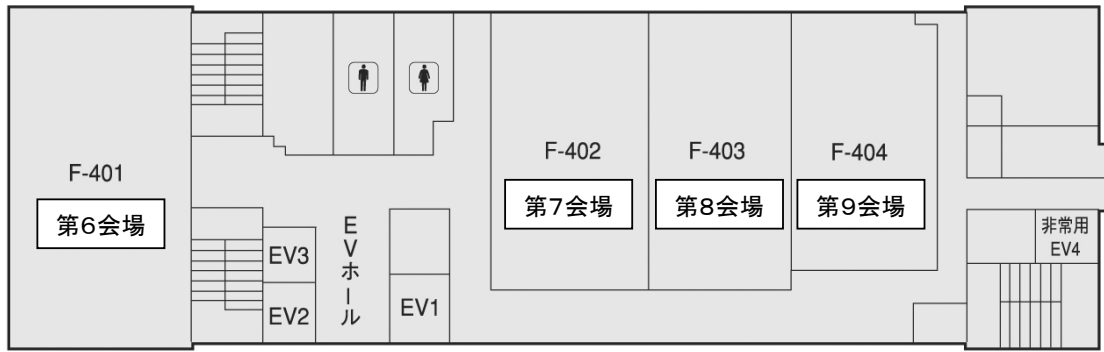 F-401
第6会場
F-402
第7会場
F-403
第8会場
F-404
第9会場
EVホール
EV3
EV2
EV1
非常用
EV4